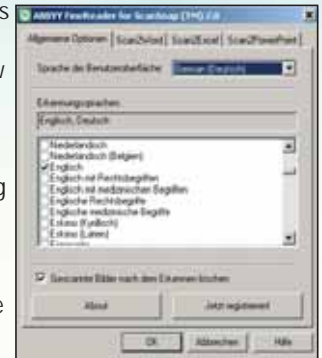 ABBYY FineReader for ScanSnap (TM) 2.0
Allgemeine Optionen Scan2Word Scan2Excel Scan2PowerPoint
Sprache der Benutzeroberfläche: German (Deutsch)
Erkennungssprachen
Englisch, Deutsch
Niederländisch
Niederländisch (Belgien)
Englisch
Englisch mit Rechtsbegriffen
Englisch mit medizinischen Begriffen
Englische Rechtsbegriffe
Englische medizinische Begriffe
Eskimo (Kyrillisch)
Eskimo (Latein)
Gescannte Bilder nach dem Erkennen löschen
About Jetzt registrieren!
OK Abbrechen Hilfe